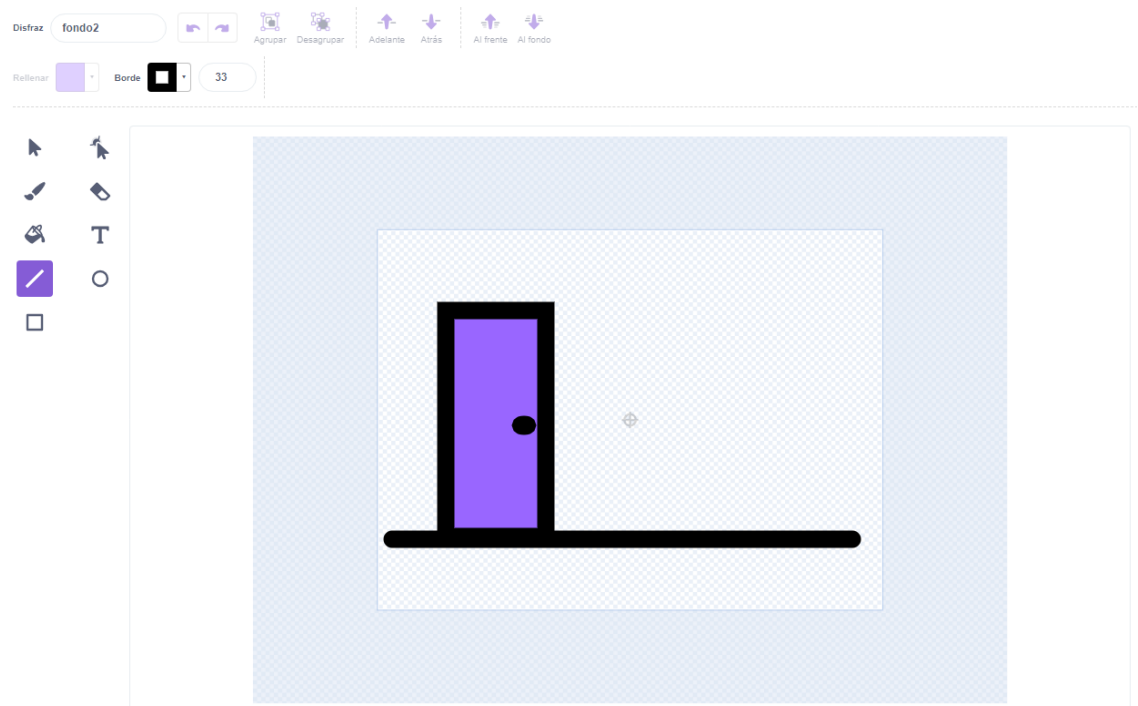 Disfraz fondo2
Agrupar Desagrupar Adelante Atrás Al frente Al fondo
Rellenar Borde 33
T